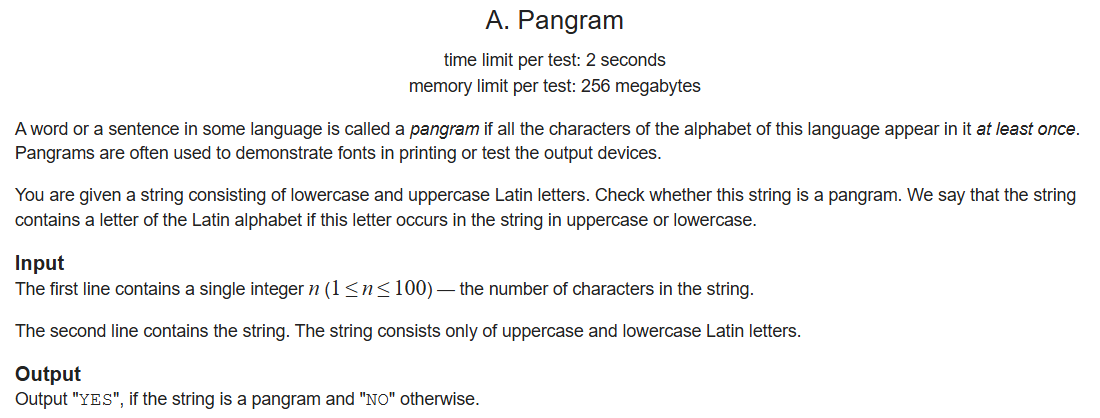 A. Pangram
time limit per test: 2 seconds
memory limit per test: 256 megabytes
A word or a sentence in some language is called a pangram if all the characters of the alphabet of this language appear in it at least once.
Pangrams are often used to demonstrate fonts in printing or test the output devices.
You are given a string consisting of lowercase and uppercase Latin letters. Check whether this string is a pangram. We say that the string
contains a letter of the Latin alphabet if this letter occurs in the string in uppercase or lowercase.
Input
The first line contains a single integer n (1 ≤ n ≤ 100) — the number of characters in the string.
The second line contains the string. The string consists only of uppercase and lowercase Latin letters.
Output
Output "YES", if the string is a pangram and "NO" otherwise.